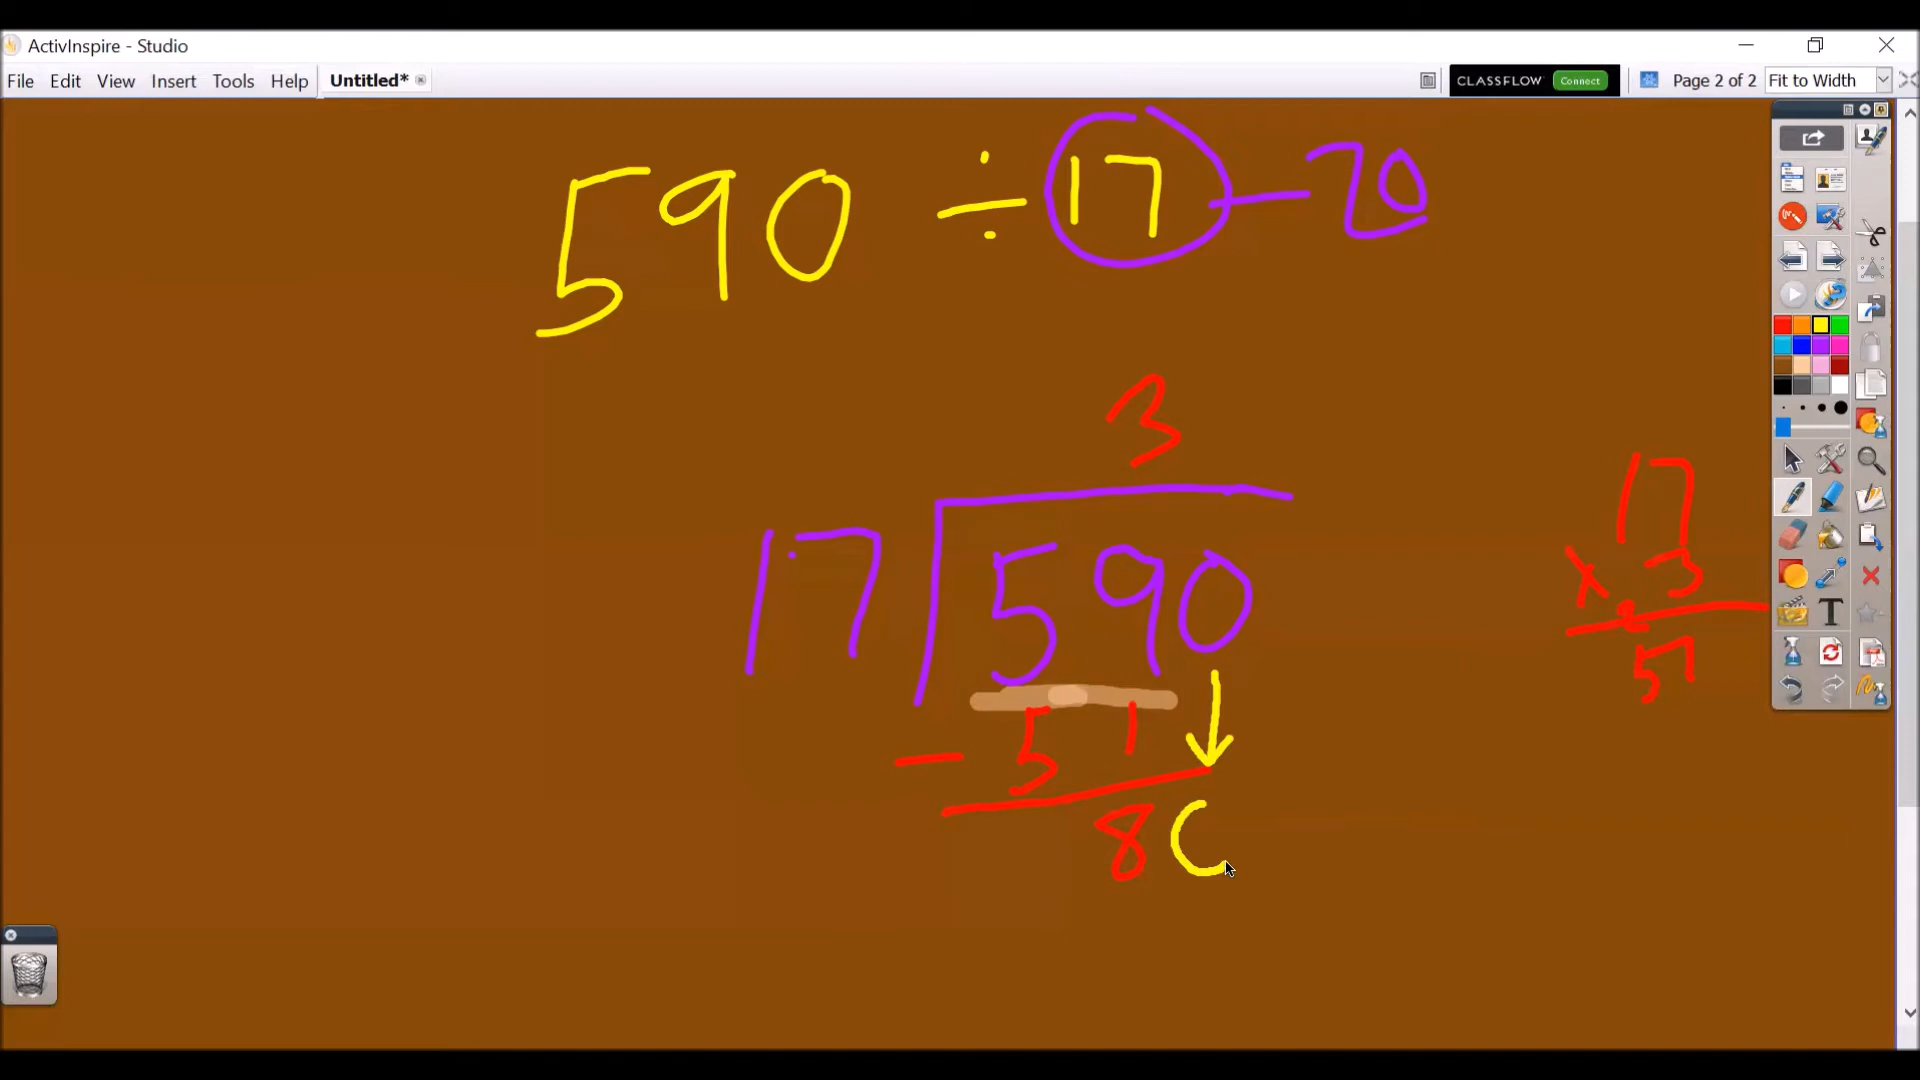 ActivInspire - Studio
File Edit View Insert Tools Help Untitled* CLASSFLOW Connect Page 2 of 2 Fit to Width
590 ÷ 17 — 20
3
17 590
17
x 3
2
51
- 51
80
T